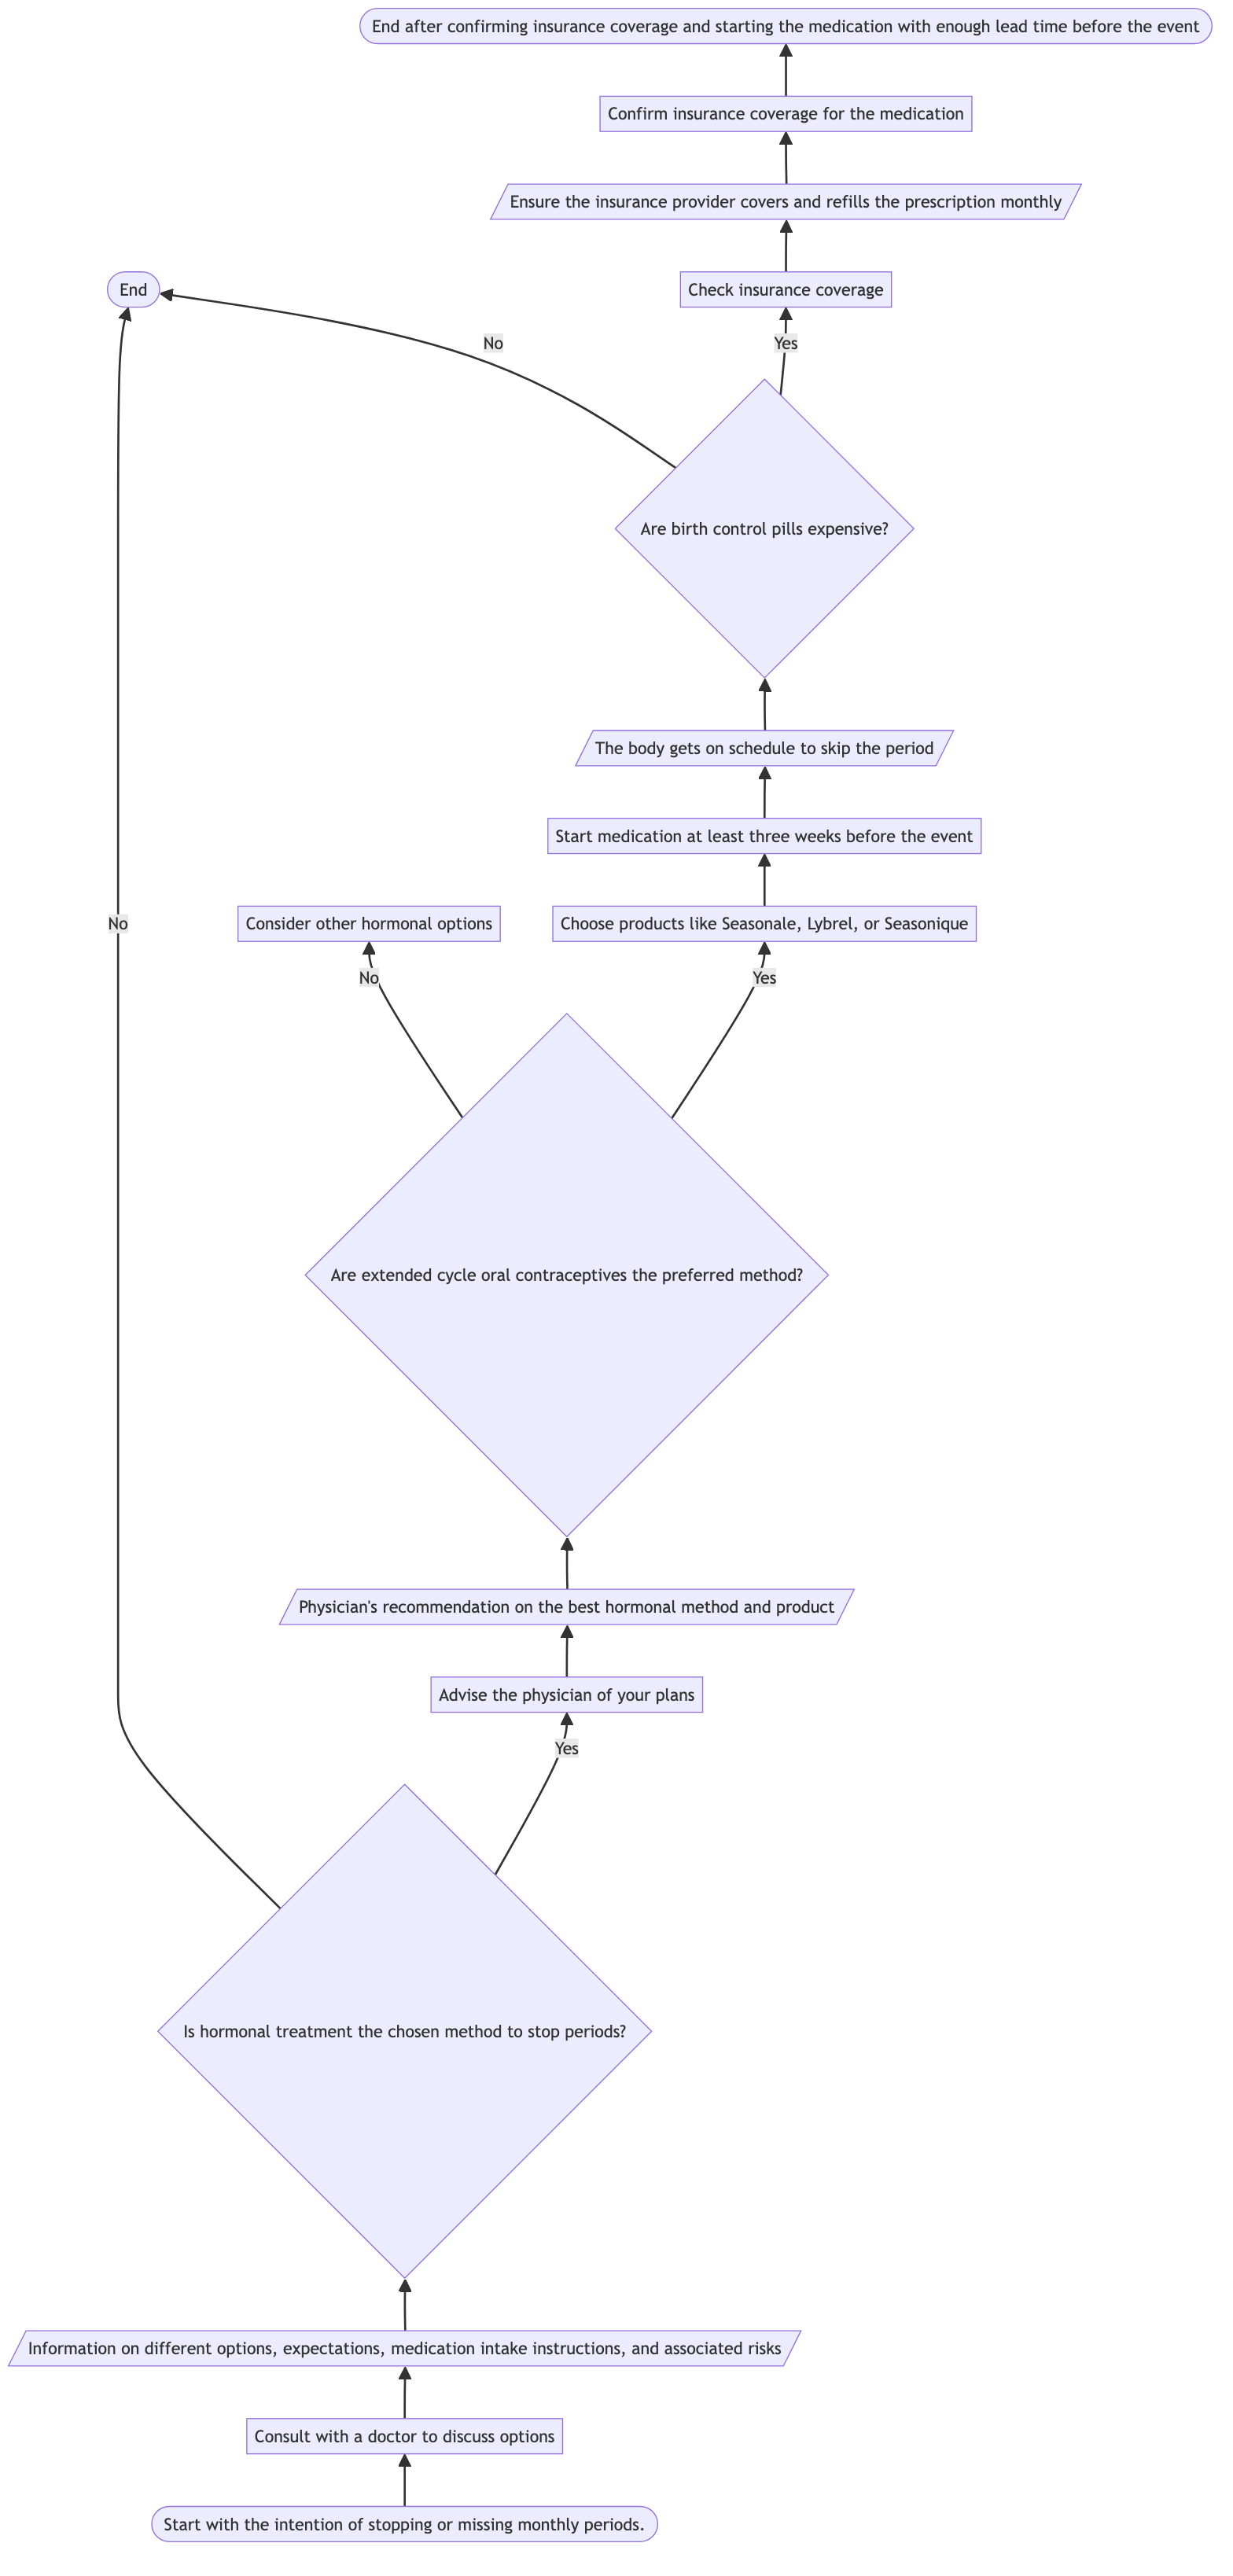 End after confirming insurance coverage and starting the medication with enough lead time before the event
Confirm insurance coverage for the medication
Ensure the insurance provider covers and refills the prescription monthly
End
Check insurance coverage
No
Yes
Are birth control pills expensive?
The body gets on schedule to skip the period
Start medication at least three weeks before the event
No
Consider other hormonal options
Choose products like Seasonale, Lybrel, or Seasonique
No
Yes
Are extended cycle oral contraceptives the preferred method?
Physician's recommendation on the best hormonal method and product
Advise the physician of your plans
Yes
Is hormonal treatment the chosen method to stop periods?
Information on different options, expectations, medication intake instructions, and associated risks
Consult with a doctor to discuss options
Start with the intention of stopping or missing monthly periods.